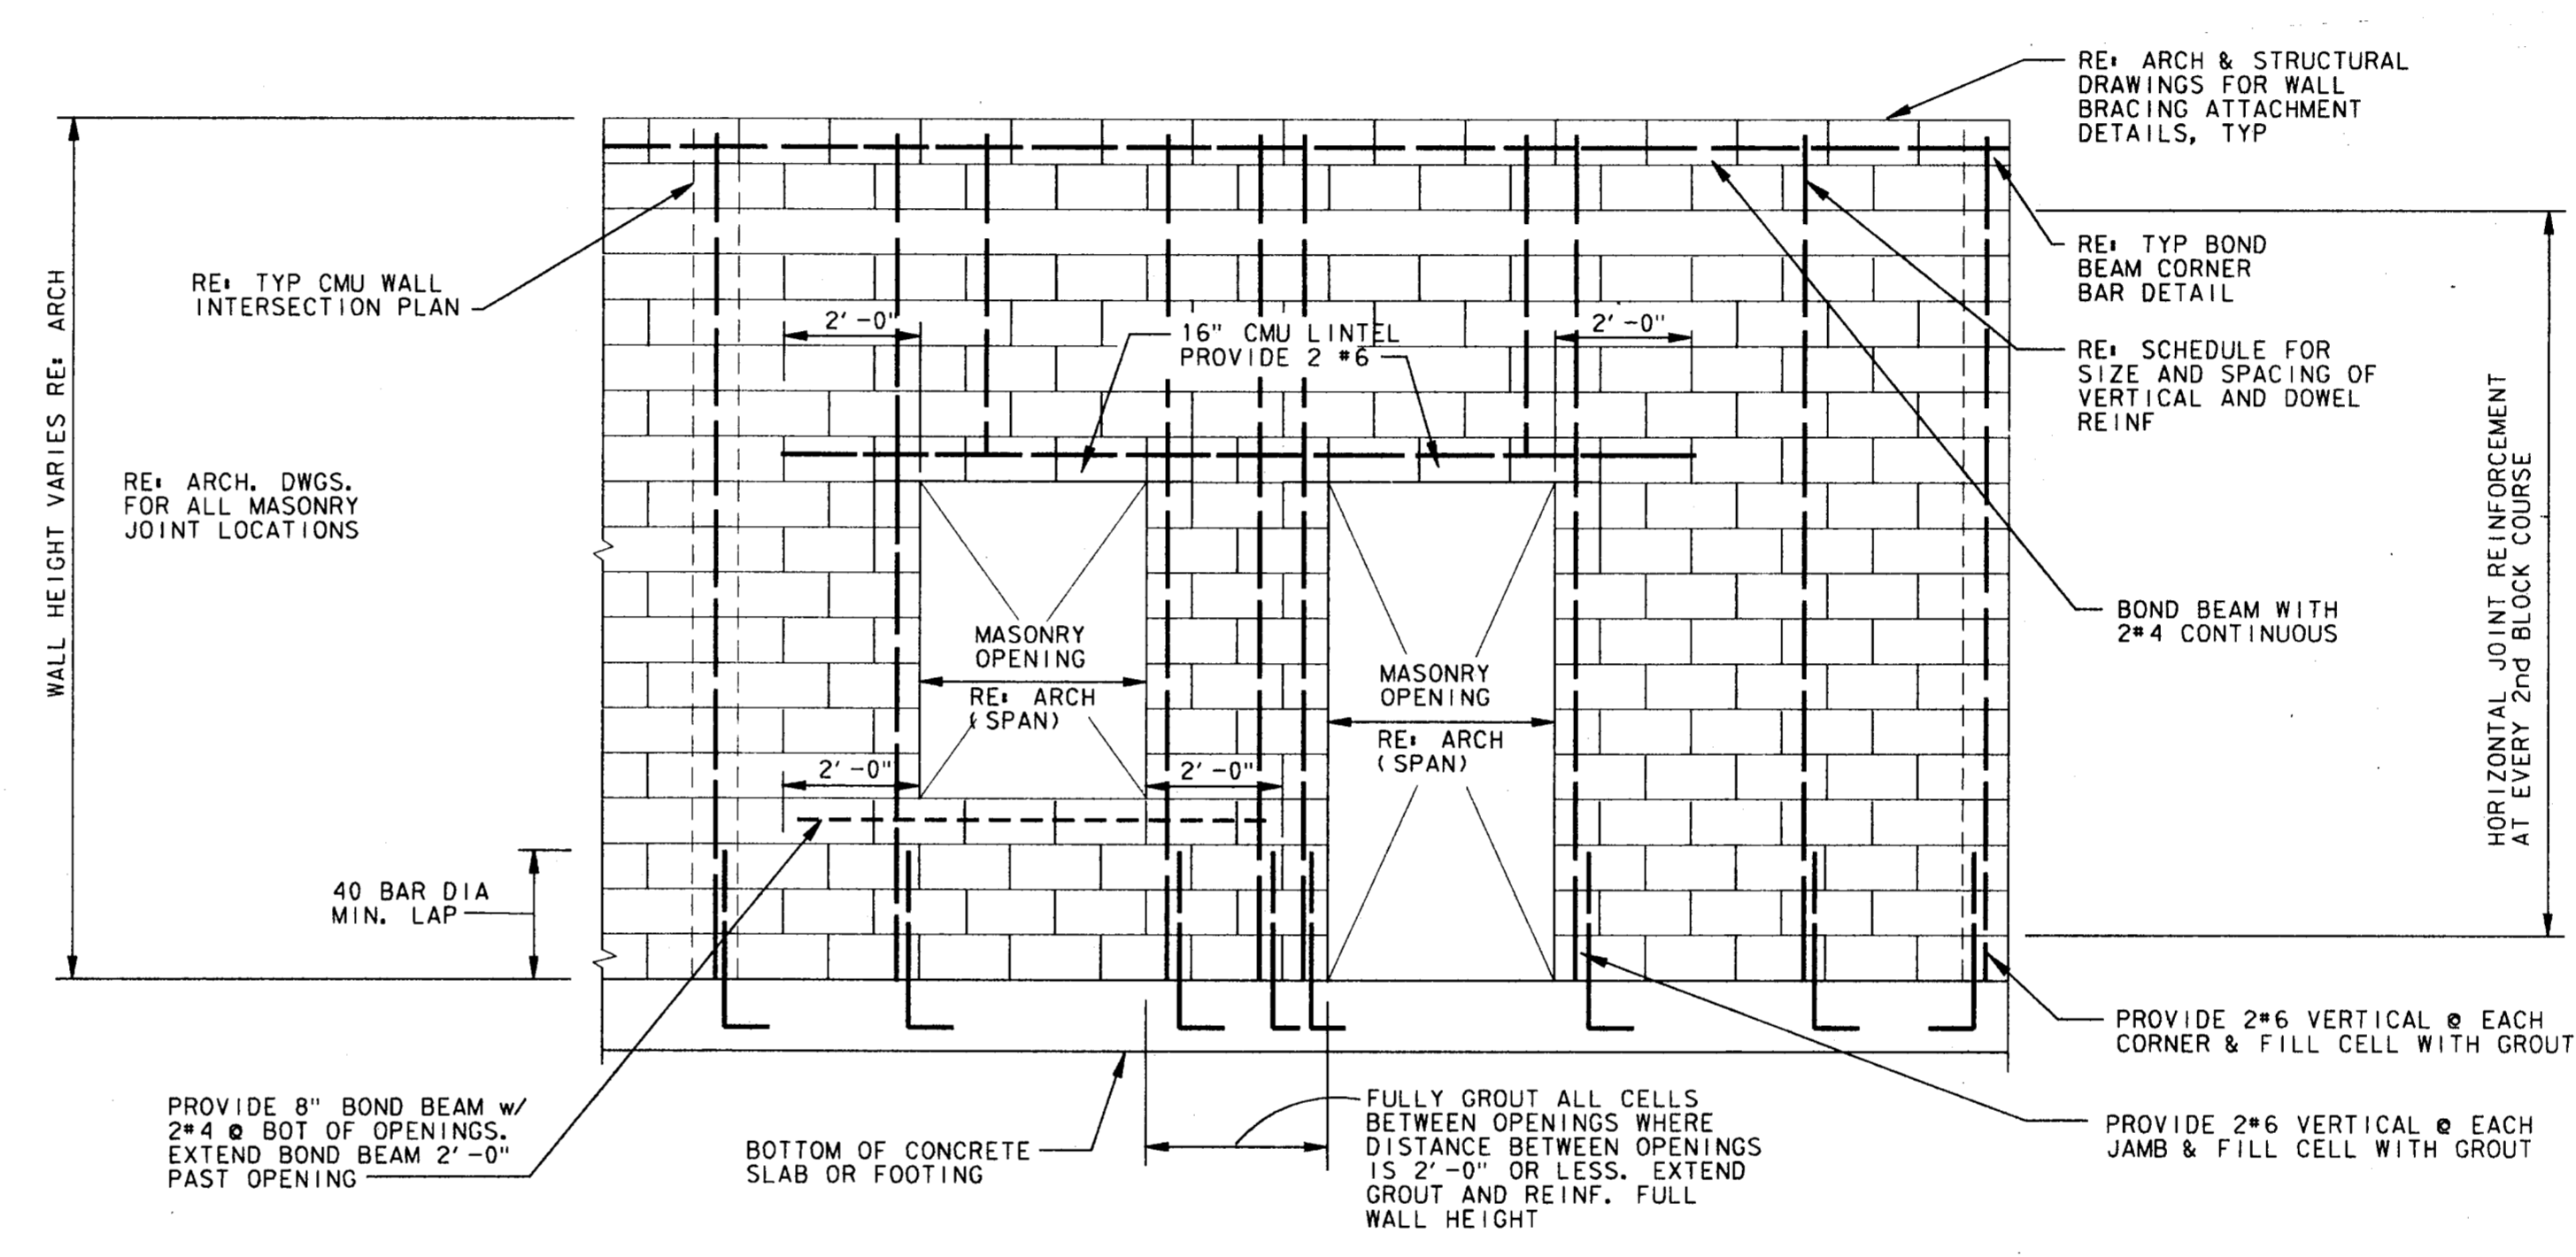 RE: ARCH & STRUCTURAL
DRAWINGS FOR WALL
BRACING ATTACHMENT
DETAILS, TYP
RE: TYP CMU WALL
INTERSECTION PLAN
RE: TYP BOND
BEAM CORNER
BAR DETAIL
WALL HEIGHT VARIES RE: ARCH
2'-0"
16" CMU LINTEL
PROVIDE 2 #6
2'-0"
RE: SCHEDULE FOR
SIZE AND SPACING OF
VERTICAL AND DOWEL
REINF
RE: ARCH. DWGS.
FOR ALL MASONRY
JOINT LOCATIONS
HORIZONTAL JOINT REINFORCEMENT
AT EVERY 2nd BLOCK COURSE
BOND BEAM WITH
2#4 CONTINUOUS
MASONRY
OPENING
RE: ARCH
(SPAN)
MASONRY
OPENING
RE: ARCH
(SPAN)
2'-0"
2'-0"
40 BAR DIA
MIN. LAP
PROVIDE 2#6 VERTICAL @ EACH
CORNER & FILL CELL WITH GROUT
PROVIDE 8" BOND BEAM w/
2#4 @ BOT OF OPENINGS.
EXTEND BOND BEAM 2'-0"
PAST OPENING
BOTTOM OF CONCRETE
SLAB OR FOOTING
FULLY GROUT ALL CELLS
BETWEEN OPENINGS WHERE
DISTANCE BETWEEN OPENINGS
IS 2'-0" OR LESS. EXTEND
GROUT AND REINF. FULL
WALL HEIGHT
PROVIDE 2#6 VERTICAL @ EACH
JAMB & FILL CELL WITH GROUT